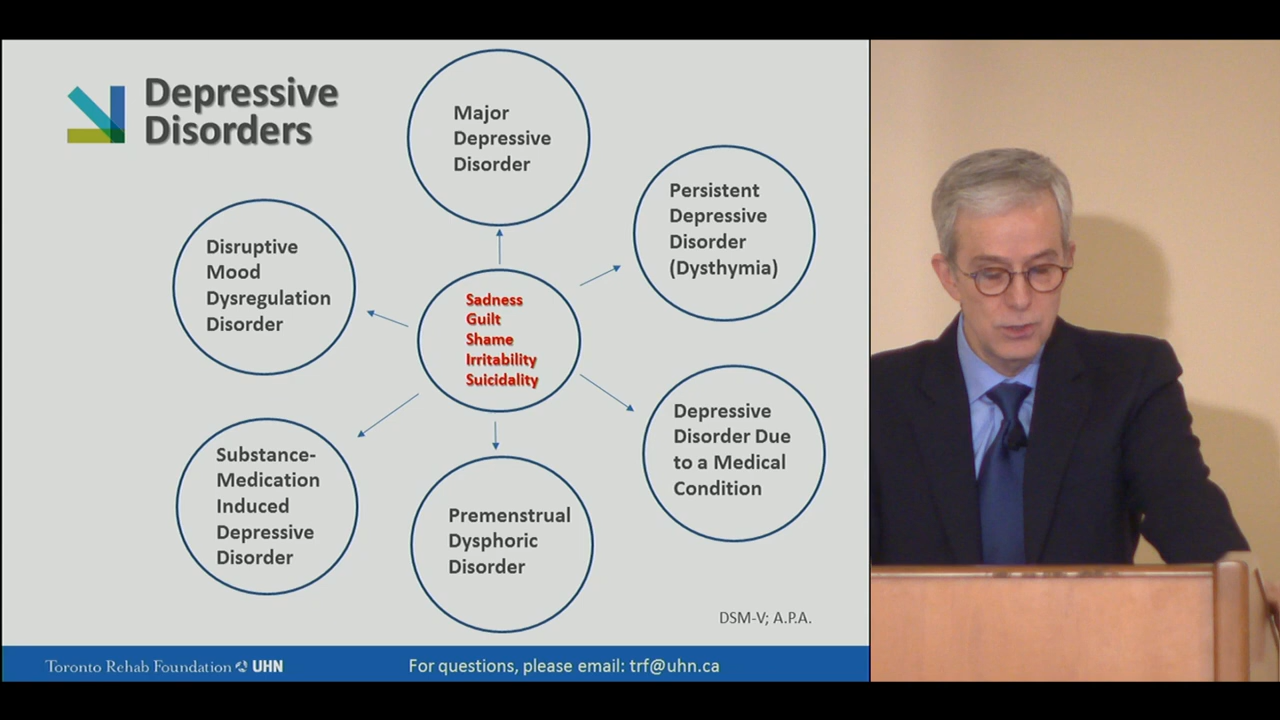 Depressive
Disorders
Major
Depressive
Disorder
Persistent
Depressive
Disorder
(Dysthymia)
Disruptive
Mood
Dysregulation
Disorder
Sadness
Guilt
Shame
Irritability
Suicidality
Depressive
Disorder Due
to a Medical
Condition
Substance-
Medication
Induced
Depressive
Disorder
Premenstrual
Dysphoric
Disorder
DSM-V; A.P.A.
Toronto Rehab Foundation UHN
For questions, please email: trf@uhn.ca